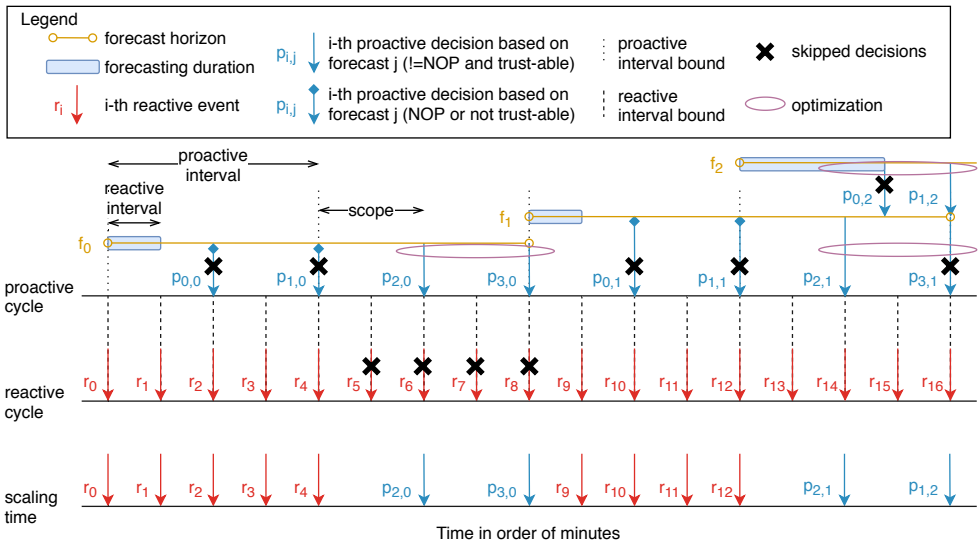 Legend
forecast horizon
forecasting duration
r_i i-th reactive event
p_i,j i-th proactive decision based on
forecast j (!=NOP and trust-able)
p_i,j i-th proactive decision based on
forecast j (NOP or not trust-able)
proactive
interval bound
reactive
interval bound
skipped decisions
optimization
proactive
interval
reactive
interval
scope
f_0
f_1
f_2
p_0,2 p_1,2
p_0,0 p_1,0 p_2,0 p_3,0 p_0,1 p_1,1 p_2,1 p_3,1
proactive
cycle
r_0 r_1 r_2 r_3 r_4 r_5 r_6 r_7 r_8 r_9 r_10 r_11 r_12 r_13 r_14 r_15 r_16
reactive
cycle
r_0 r_1 r_2 r_3 r_4 p_2,0 p_3,0 r_9 r_10 r_11 r_12 p_2,1 p_1,2
scaling
time
Time in order of minutes